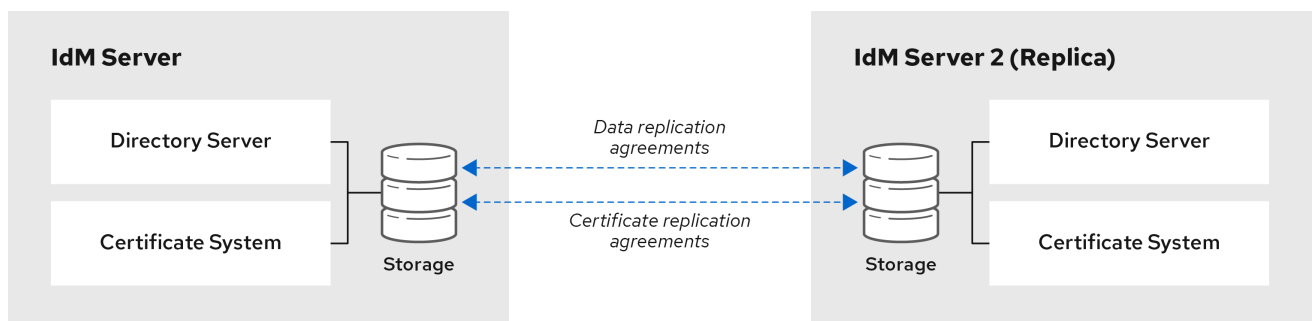 IdM Server
Directory Server
Certificate System
Storage
Data replication
agreements
Certificate replication
agreements
IdM Server 2 (Replica)
Storage
Directory Server
Certificate System